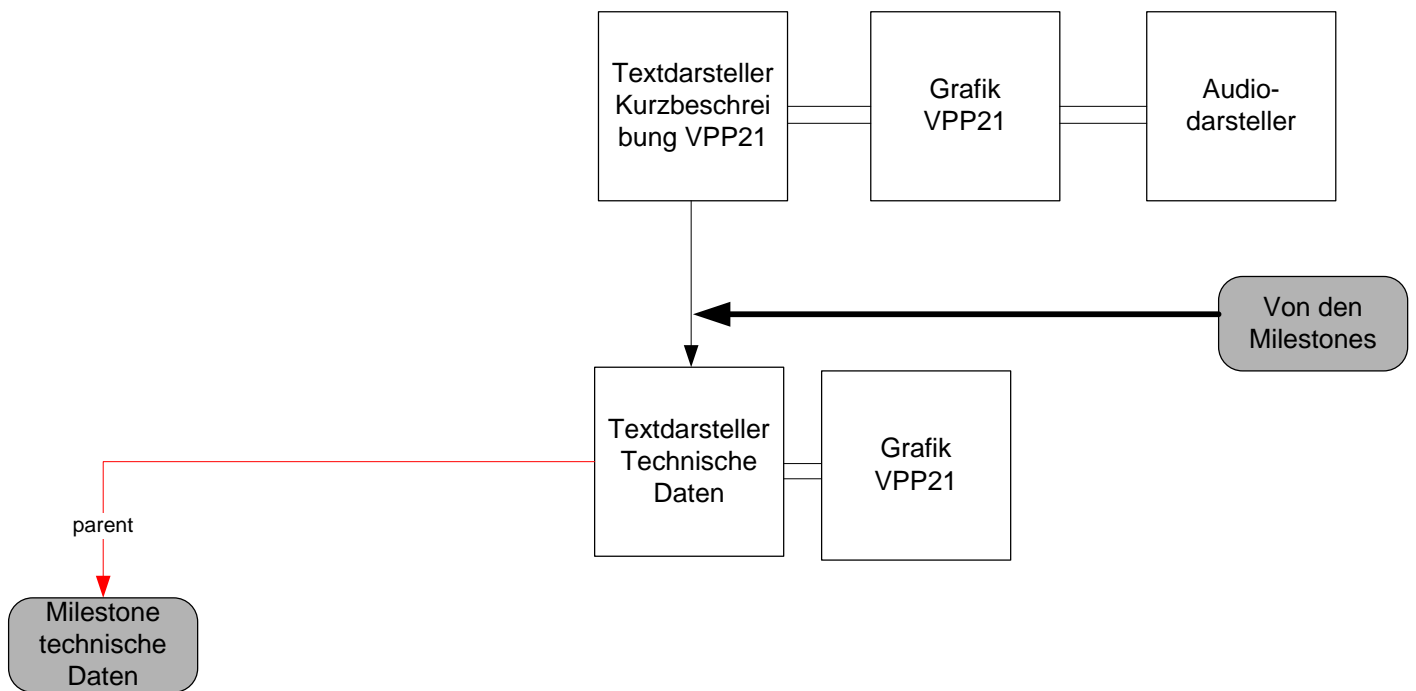 Textdarsteller
Kurzbeschrei
bung VPP21
Grafik
VPP21
Audio-
darsteller
Von den
Milestones
Textdarsteller
Technische
Daten
Grafik
VPP21
parent
Milestone
technische
Daten